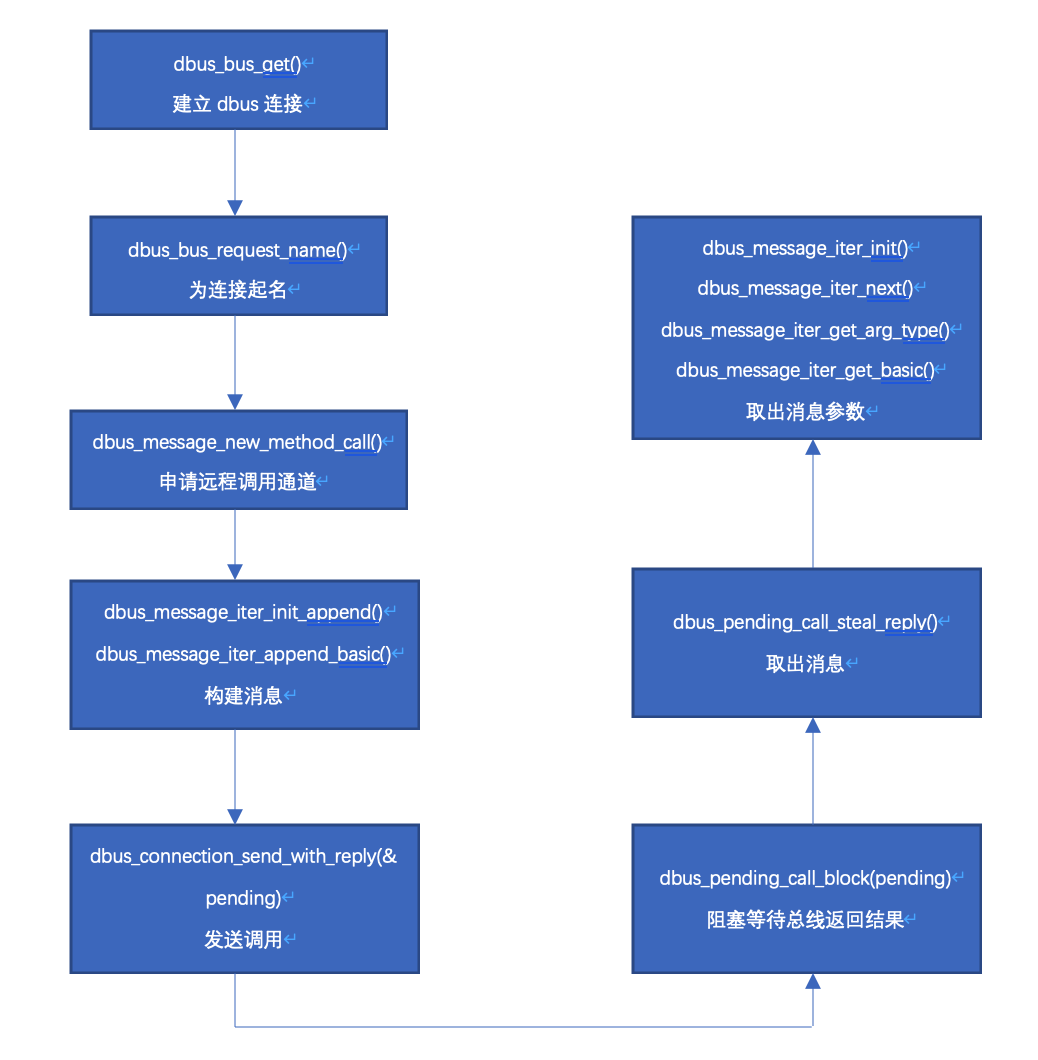 dbus_bus_get()↵
建立 dbus 连接↵
dbus_bus_request_name()↵
为连接起名↵
dbus_message_new_method_call()↵
申请远程调用通道↵
dbus_message_iter_init_append()↵
dbus_message_iter_append_basic()↵
构建消息↵
dbus_connection_send_with_reply(&
pending)↵
发送调用↵
dbus_pending_call_block(pending)↵
阻塞等待总线返回结果↵
dbus_pending_call_steal_reply()↵
取出消息↵
dbus_message_iter_init()↵
dbus_message_iter_next()↵
dbus_message_iter_get_arg_type()↵
dbus_message_iter_get_basic()↵
取出消息参数↵